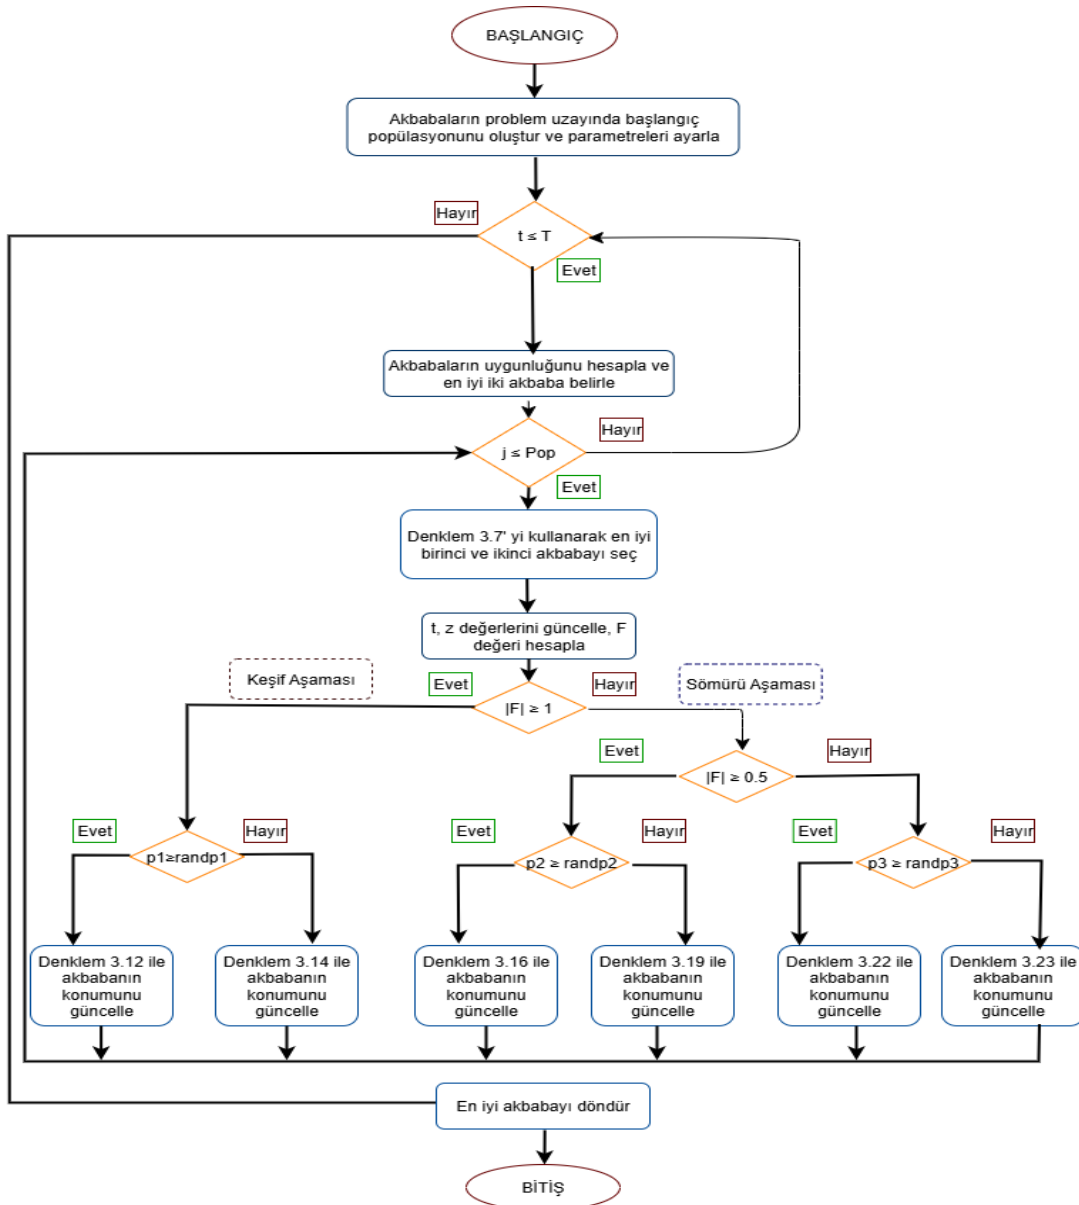 BAŞLANGIÇ
Akbabaların problem uzayında başlangıç
popülasyonunu oluştur ve parametreleri ayarla
Hayır
t ≤ T
Evet
Akbabaların uygunluğunu hesapla ve
en iyi iki akbaba belirle
Hayır
j ≤ Pop
Evet
Denklem 3.7' yi kullanarak en iyi
birinci ve ikinci akbabayı seç
t, z değerlerini güncelle, F
değeri hesapla
Keşif Aşaması
Evet
Hayır
Sömürü Aşaması
|F| ≥ 1
Evet
Hayır
|F| ≥ 0.5
Evet
Hayır
Evet
Hayır
Evet
Hayır
p1≥randp1
p2 ≥ randp2
p3 ≥ randp3
Denklem 3.12 ile
akbabanın
konumunu
güncelle
Denklem 3.14 ile
akbabanın
konumunu
güncelle
Denklem 3.16 ile
akbabanın
konumunu
güncelle
Denklem 3.19 ile
akbabanın
konumunu
güncelle
Denklem 3.22 ile
akbabanın
konumunu
güncelle
Denklem 3.23 ile
akbabanın
konumunu
güncelle
En iyi akbabayı döndür
BİTİŞ